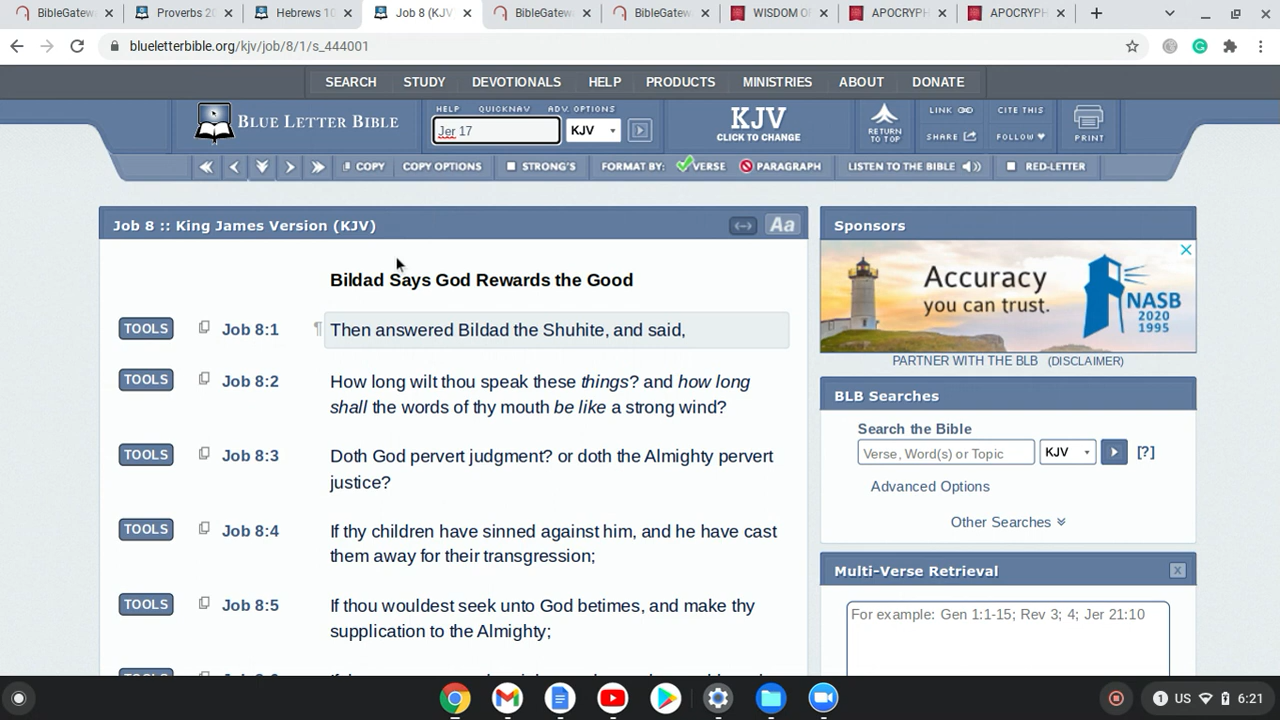 BibleGatew
Proverbs 20
Hebrews 10
Job 8 (KJV
BibleGatew
BibleGatew
WISDOM O
APOCRYPH
APOCRYPH
blueletterbible.org/kjv/job/8/1/s_444001
SEARCH STUDY DEVOTIONALS HELP PRODUCTS MINISTRIES ABOUT DONATE
BLUE LETTER BIBLE
HELP QUICKNAV ADV. OPTIONS
Jer 17 KJV
KJV
CLICK TO CHANGE
RETURN
TO TOP
LINK CITE THIS
SHARE FOLLOW
PRINT
COPY COPY OPTIONS STRONG'S FORMAT BY: VERSE PARAGRAPH LISTEN TO THE BIBLE RED-LETTER
Job 8 :: King James Version (KJV) Aa
Bildad Says God Rewards the Good
TOOLS Job 8:1 ¶ Then answered Bildad the Shuhite, and said,
TOOLS Job 8:2 How long wilt thou speak these things? and how long
shall the words of thy mouth be like a strong wind?
TOOLS Job 8:3 Doth God pervert judgment? or doth the Almighty pervert
justice?
TOOLS Job 8:4 If thy children have sinned against him, and he have cast
them away for their transgression;
TOOLS Job 8:5 If thou wouldest seek unto God betimes, and make thy
supplication to the Almighty;
Sponsors
Accuracy
you can trust.
NASB
2020
1995
PARTNER WITH THE BLB (DISCLAIMER)
BLB Searches
Search the Bible
Verse, Word(s) or Topic KJV [?]
Advanced Options
Other Searches
Multi-Verse Retrieval
For example: Gen 1:1-15; Rev 3; 4; Jer 21:10
1 US 6:21